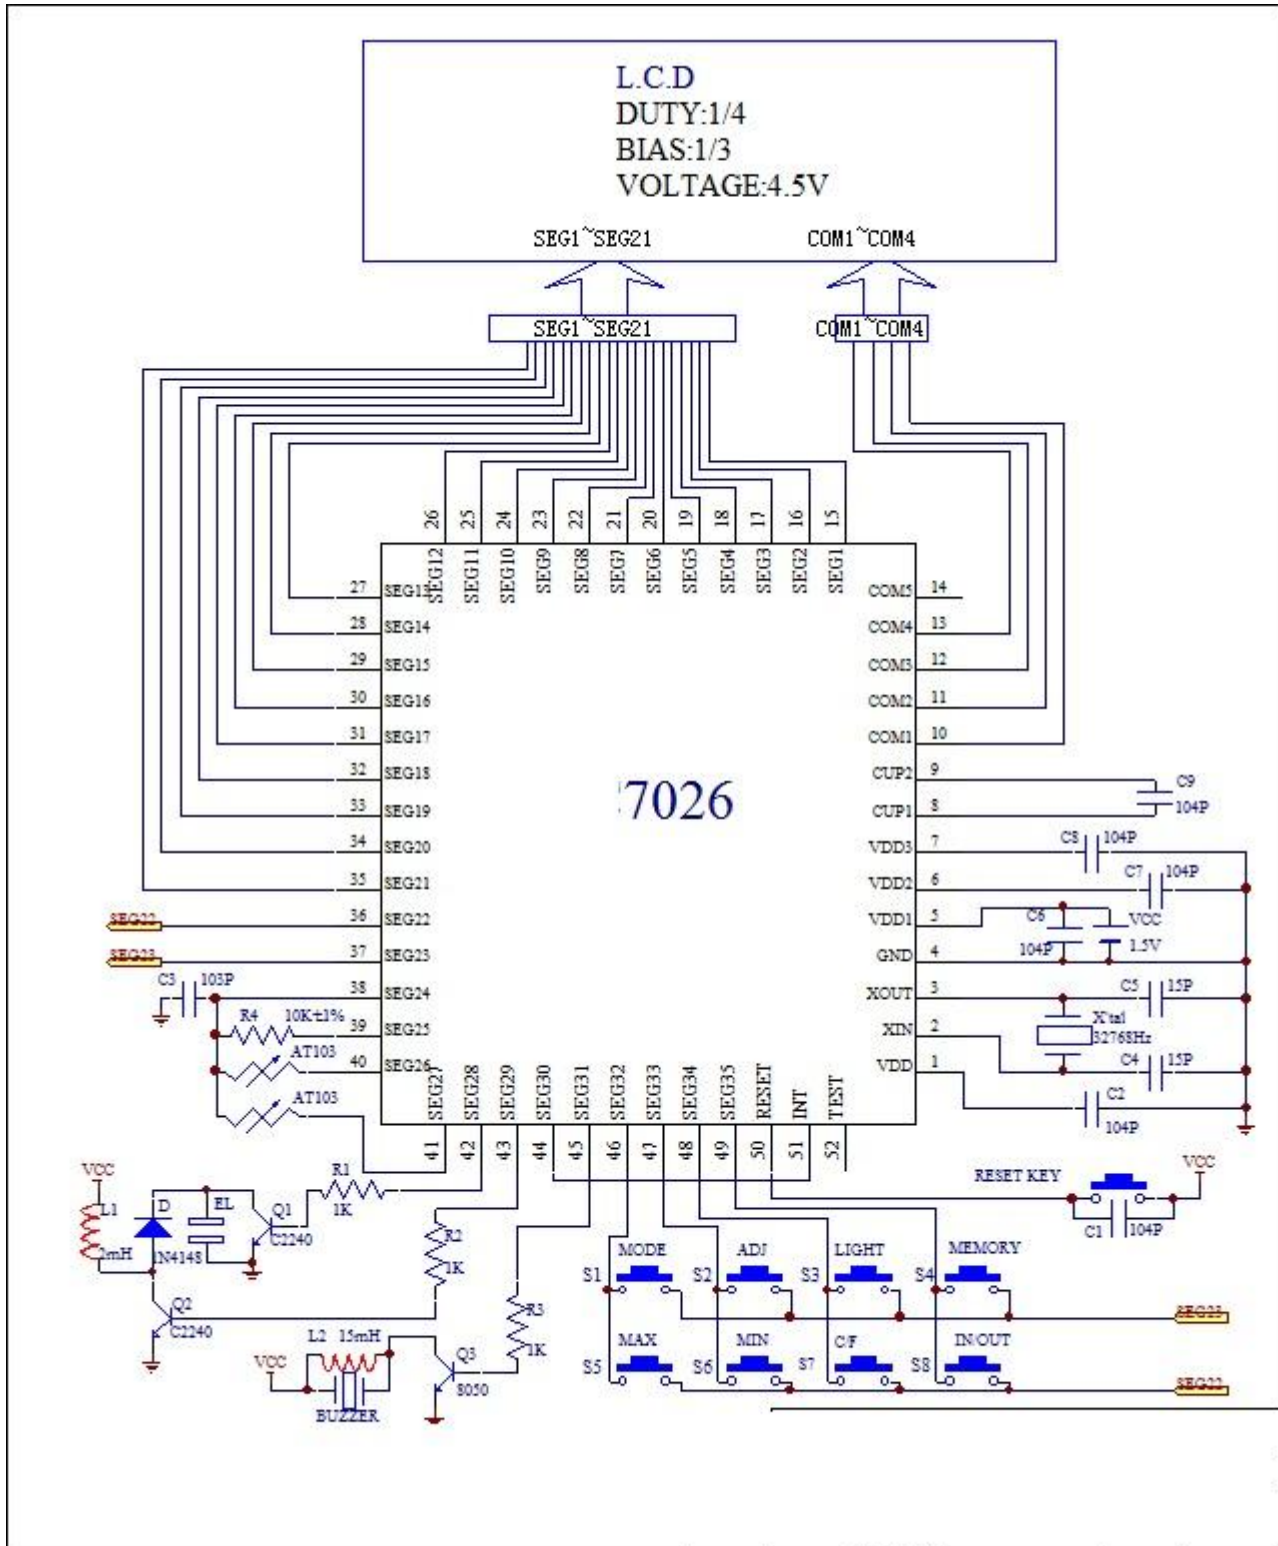 L.C.D
DUTY:1/4
BIAS:1/3
VOLTAGE:4.5V
SEG1~SEG21 COM1~COM4
SEG1~SEG21 COM1~COM4
26 25 24 23 22 21 20 19 18 17 16 15
SEG12 SEG11 SEG10 SEG9 SEG8 SEG7 SEG6 SEG5 SEG4 SEG3 SEG2 SEG1
27 SEG13 COM5 14
28 SEG14 COM4 13
29 SEG15 COM3 12
30 SEG16 COM2 11
31 SEG17 COM1 10
32 SEG18 CUP2 9
C9
7026
33 SEG19 CUP1 8
104P
34 SEG20 VDD3 7
C8 104P
35 SEG21 VDD2 6
C7 104P
SEG22 36 SEG22 VDD1 5
C6 VCC
104P 1.5V
SEG23 37 SEG23 GND 4
C3 103P
38 SEG24 XOUT 3
C5 15P
R4 10K±1%
39 SEG25 XIN 2
X'tal
32768Hz
AT103
40 SEG26 VDD 1
C4 15P
AT103
C2
104P
SEG27 SEG28 SEG29 SEG30 SEG31 SEG32 SEG33 SEG34 SEG35 RESET INT TEST
41 42 43 44 45 46 47 48 49 50 51 52
VCC R1 RESET KEY VCC
L1 D EL Q1 1K
C1 104P
2mH 1N4148 C2240 R2
1K
MODE ADJ LIGHT MEMORY
S1 S2 S3 S4
Q2 R3
C2240 1K
SEG23
L2 15mH
VCC Q3
8050
BUZZER
MAX MIN C/F IN/OUT
S5 S6 S7 S8
SEG22